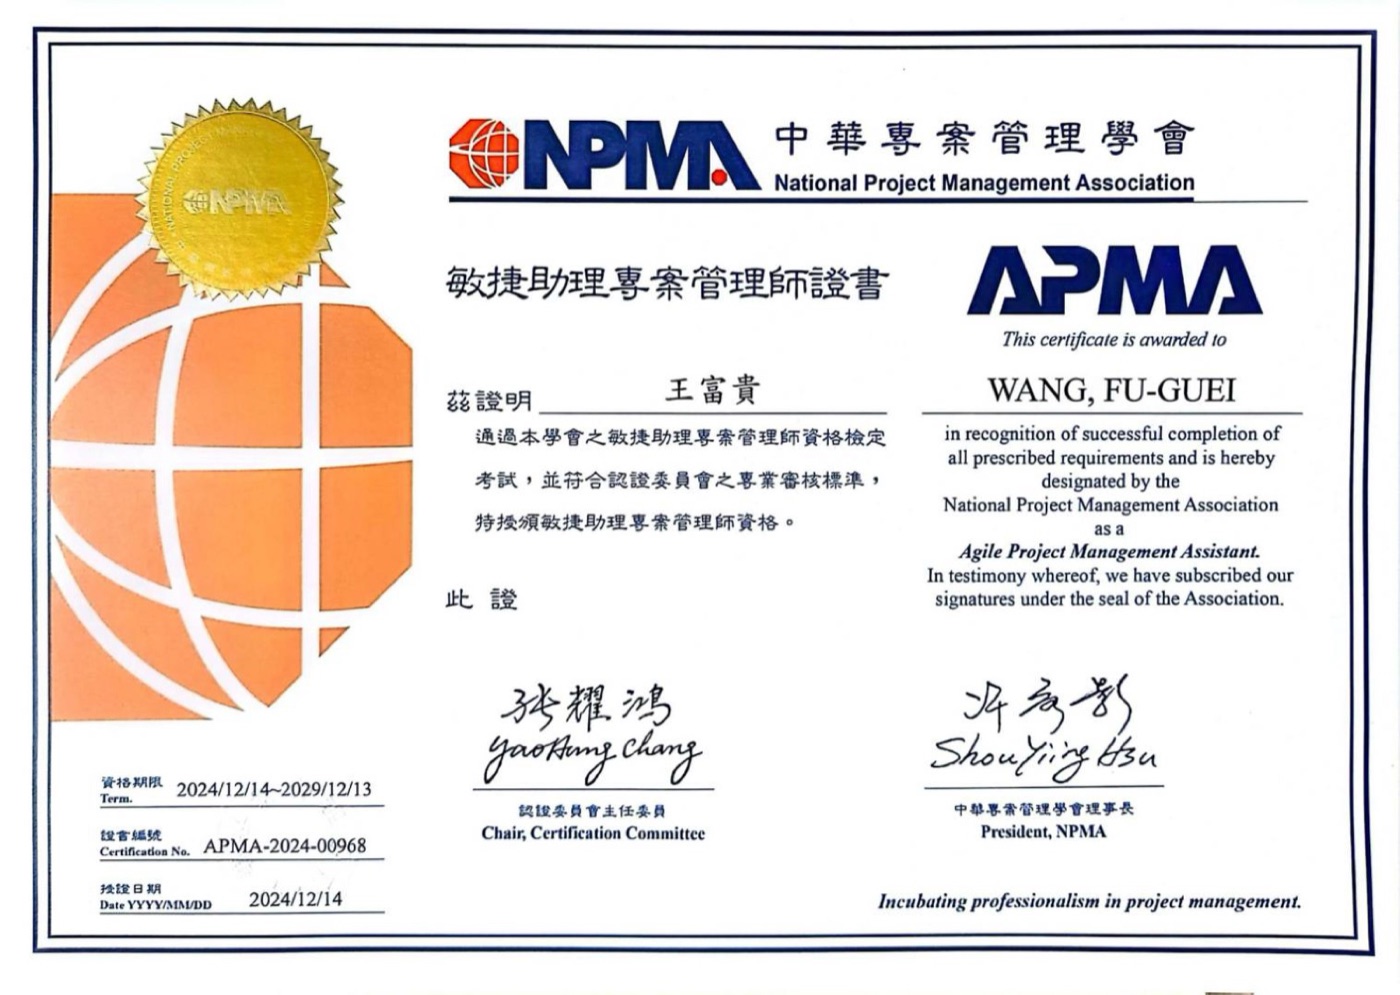 NPMA 中華專案管理學會
National Project Management Association
NPMA
敏捷助理專案管理師證書
APMA
This certificate is awarded to
茲證明 王富貴
WANG, FU-GUEI
通過本學會之敏捷助理專案管理師資格檢定
考試，並符合認證委員會之專業審核標準，
特授頒敏捷助理專案管理師資格。
此 證
in recognition of successful completion of
all prescribed requirements and is hereby
designated by the
National Project Management Association
as a
Agile Project Management Assistant.
In testimony whereof, we have subscribed our
signatures under the seal of the Association.
張耀鴻
YaoHung Chang
認證委員會主任委員
Chair, Certification Committee
許秀影
ShouYiing Hsu
中華專案管理學會理事長
President, NPMA
資格期限 2024/12/14~2029/12/13
Term.
證書編號
Certification No. APMA-2024-00968
授證日期
Date YYYY/MM/DD 2024/12/14
Incubating professionalism in project management.